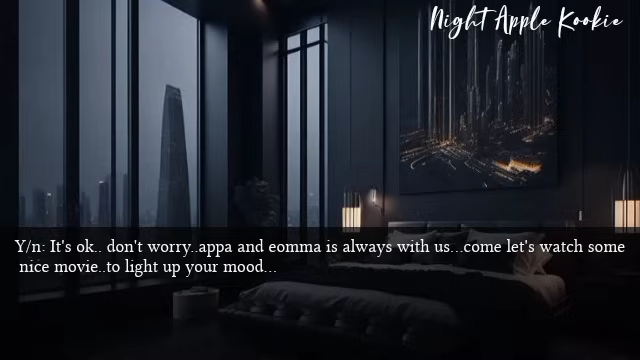 Night Apple Kookie
Y/n: It's ok.. don't worry..appa and eomma is always with us...come let's watch some
nice movie..to light up your mood...